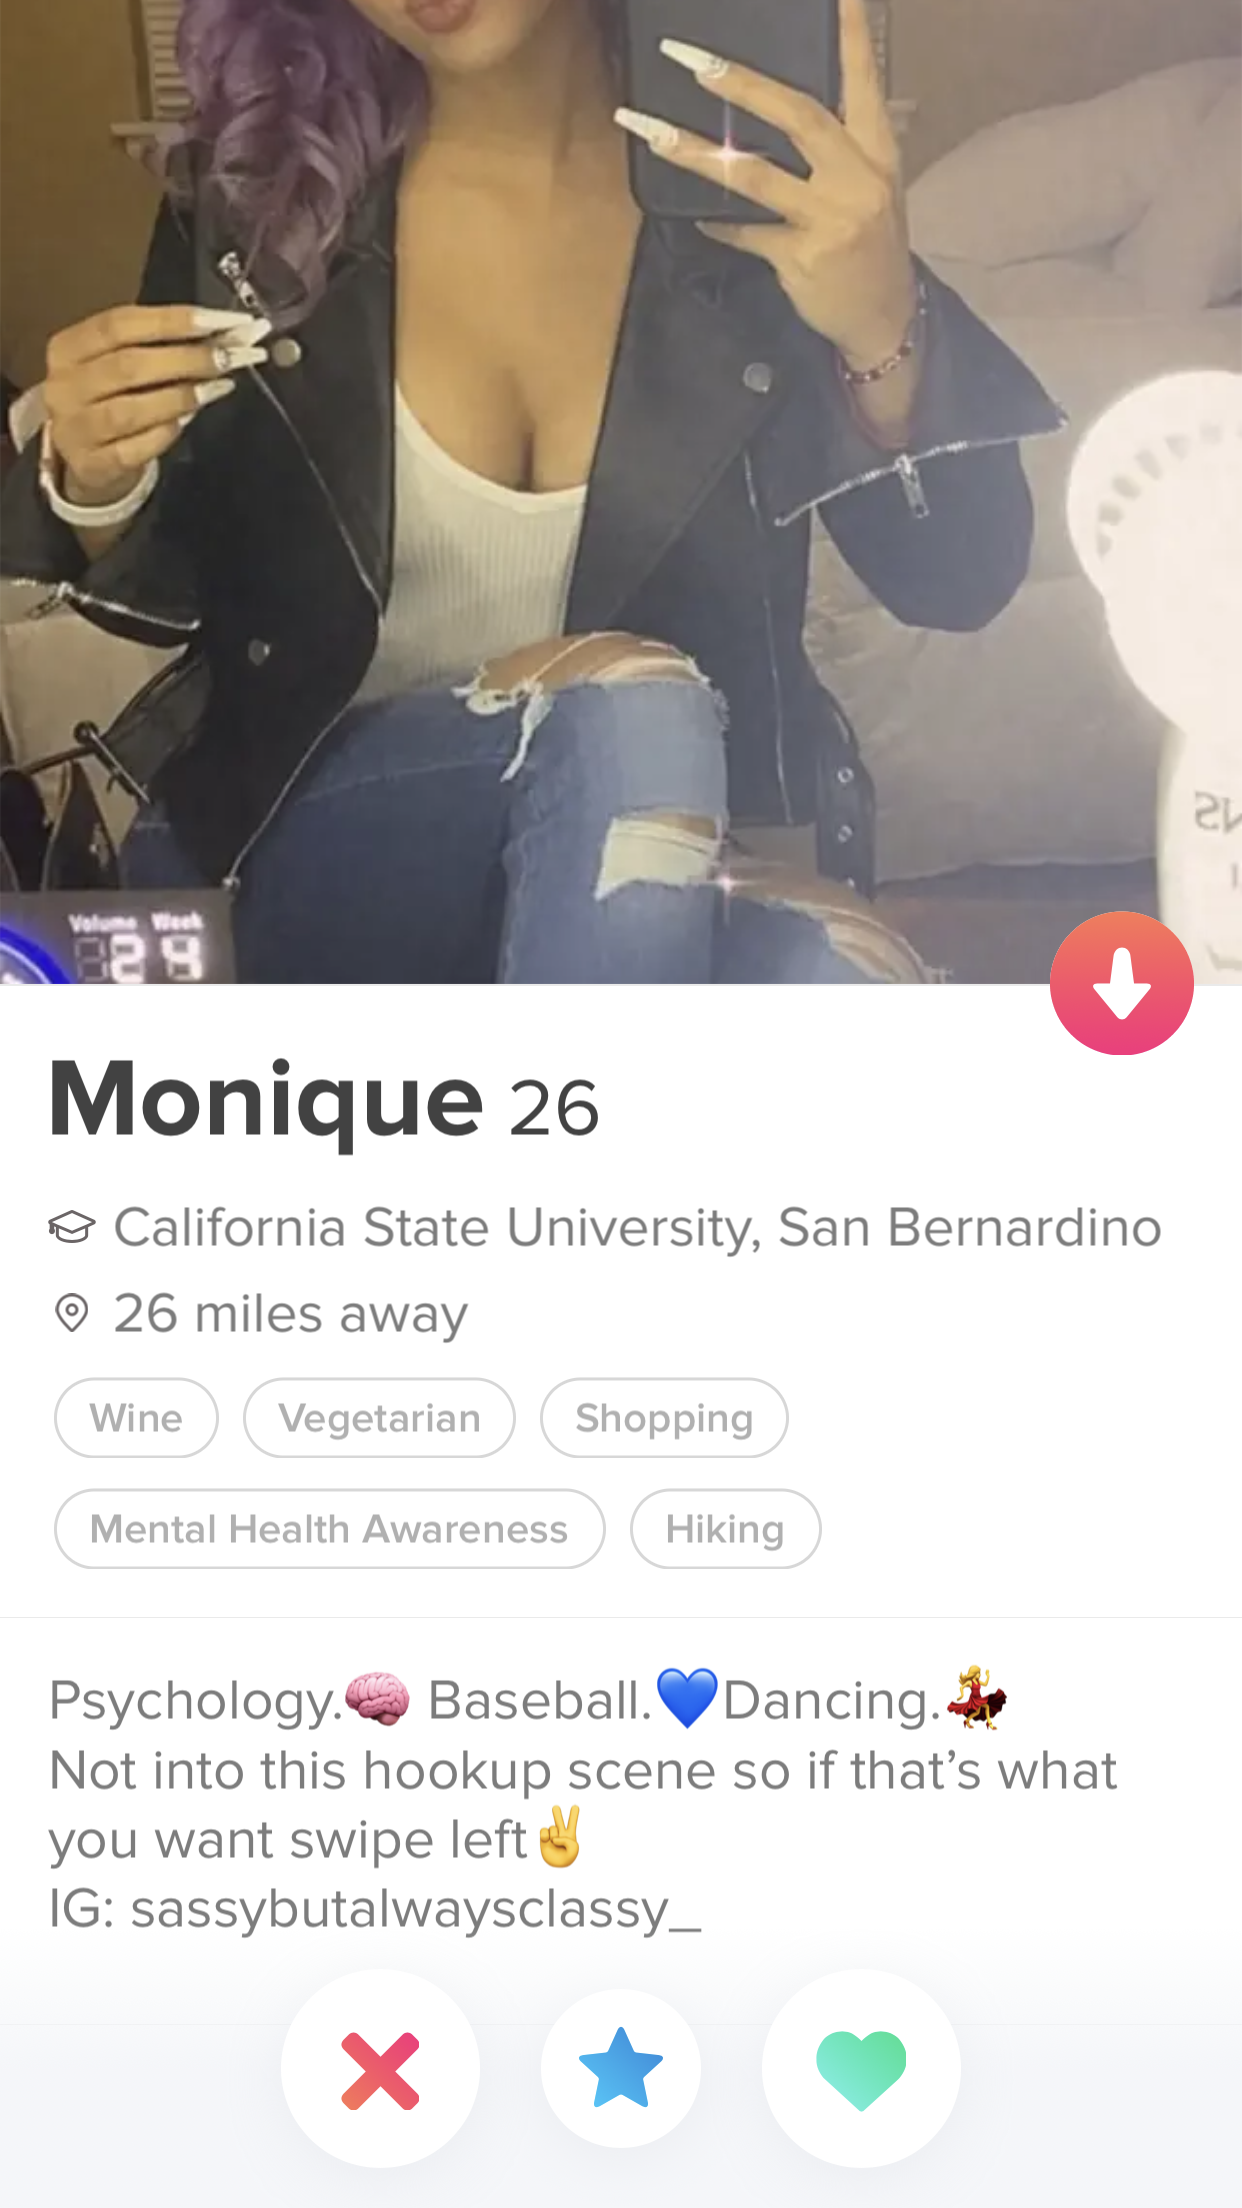 Volume Week
24
Monique 26
California State University, San Bernardino
26 miles away
Wine Vegetarian Shopping
Mental Health Awareness Hiking
Psychology.🧠 Baseball.💙Dancing.💃
Not into this hookup scene so if that’s what
you want swipe left✌️
IG: sassybutalwaysclassy_